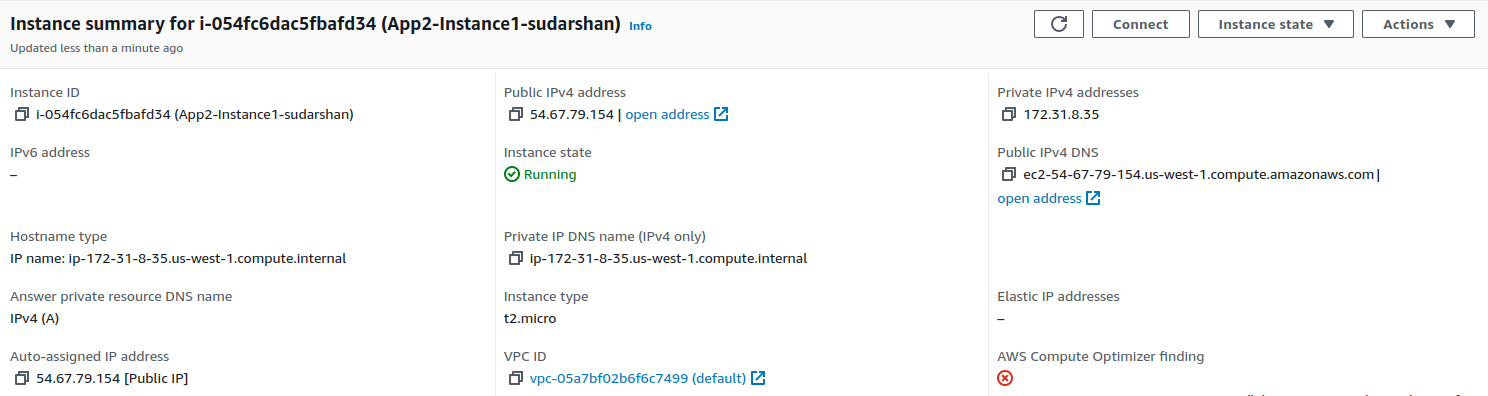 Instance summary for i-054fc6dac5fbafd34 (App2-Instance1-sudarshan) Info
Updated less than a minute ago
Connect
Instance state
Actions
Instance ID
i-054fc6dac5fbafd34 (App2-Instance1-sudarshan)
Public IPv4 address
54.67.79.154 | open address
Private IPv4 addresses
172.31.8.35
IPv6 address
–
Instance state
Running
Public IPv4 DNS
ec2-54-67-79-154.us-west-1.compute.amazonaws.com |
open address
Hostname type
IP name: ip-172-31-8-35.us-west-1.compute.internal
Private IP DNS name (IPv4 only)
ip-172-31-8-35.us-west-1.compute.internal
Answer private resource DNS name
IPv4 (A)
Instance type
t2.micro
Elastic IP addresses
–
Auto-assigned IP address
54.67.79.154 [Public IP]
VPC ID
vpc-05a7bf02b6f6c7499 (default)
AWS Compute Optimizer finding